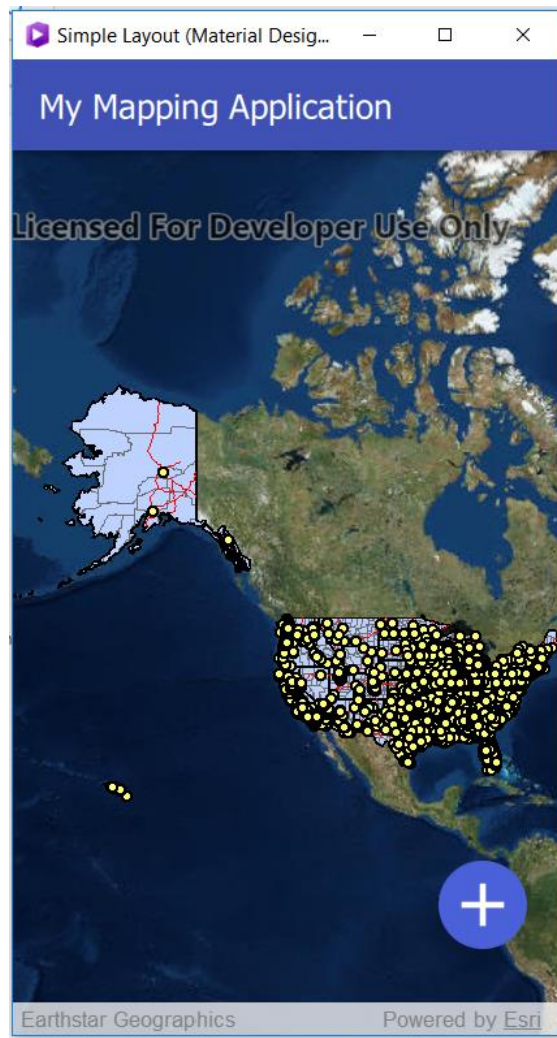 Simple Layout (Material Desig...
My Mapping Application
Licensed For Developer Use Only
Earthstar Geographics Powered by Esri